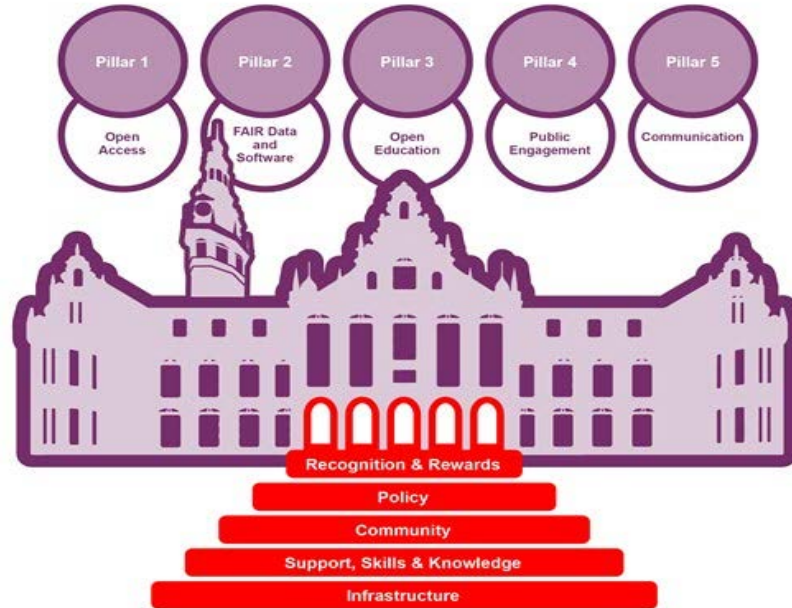 Pillar 1
Pillar 2
Pillar 3
Pillar 4
Pillar 5
Open
Access
FAIR Data
and
Software
Open
Education
Public
Engagement
Communication
Recognition & Rewards
Policy
Community
Support, Skills & Knowledge
Infrastructure